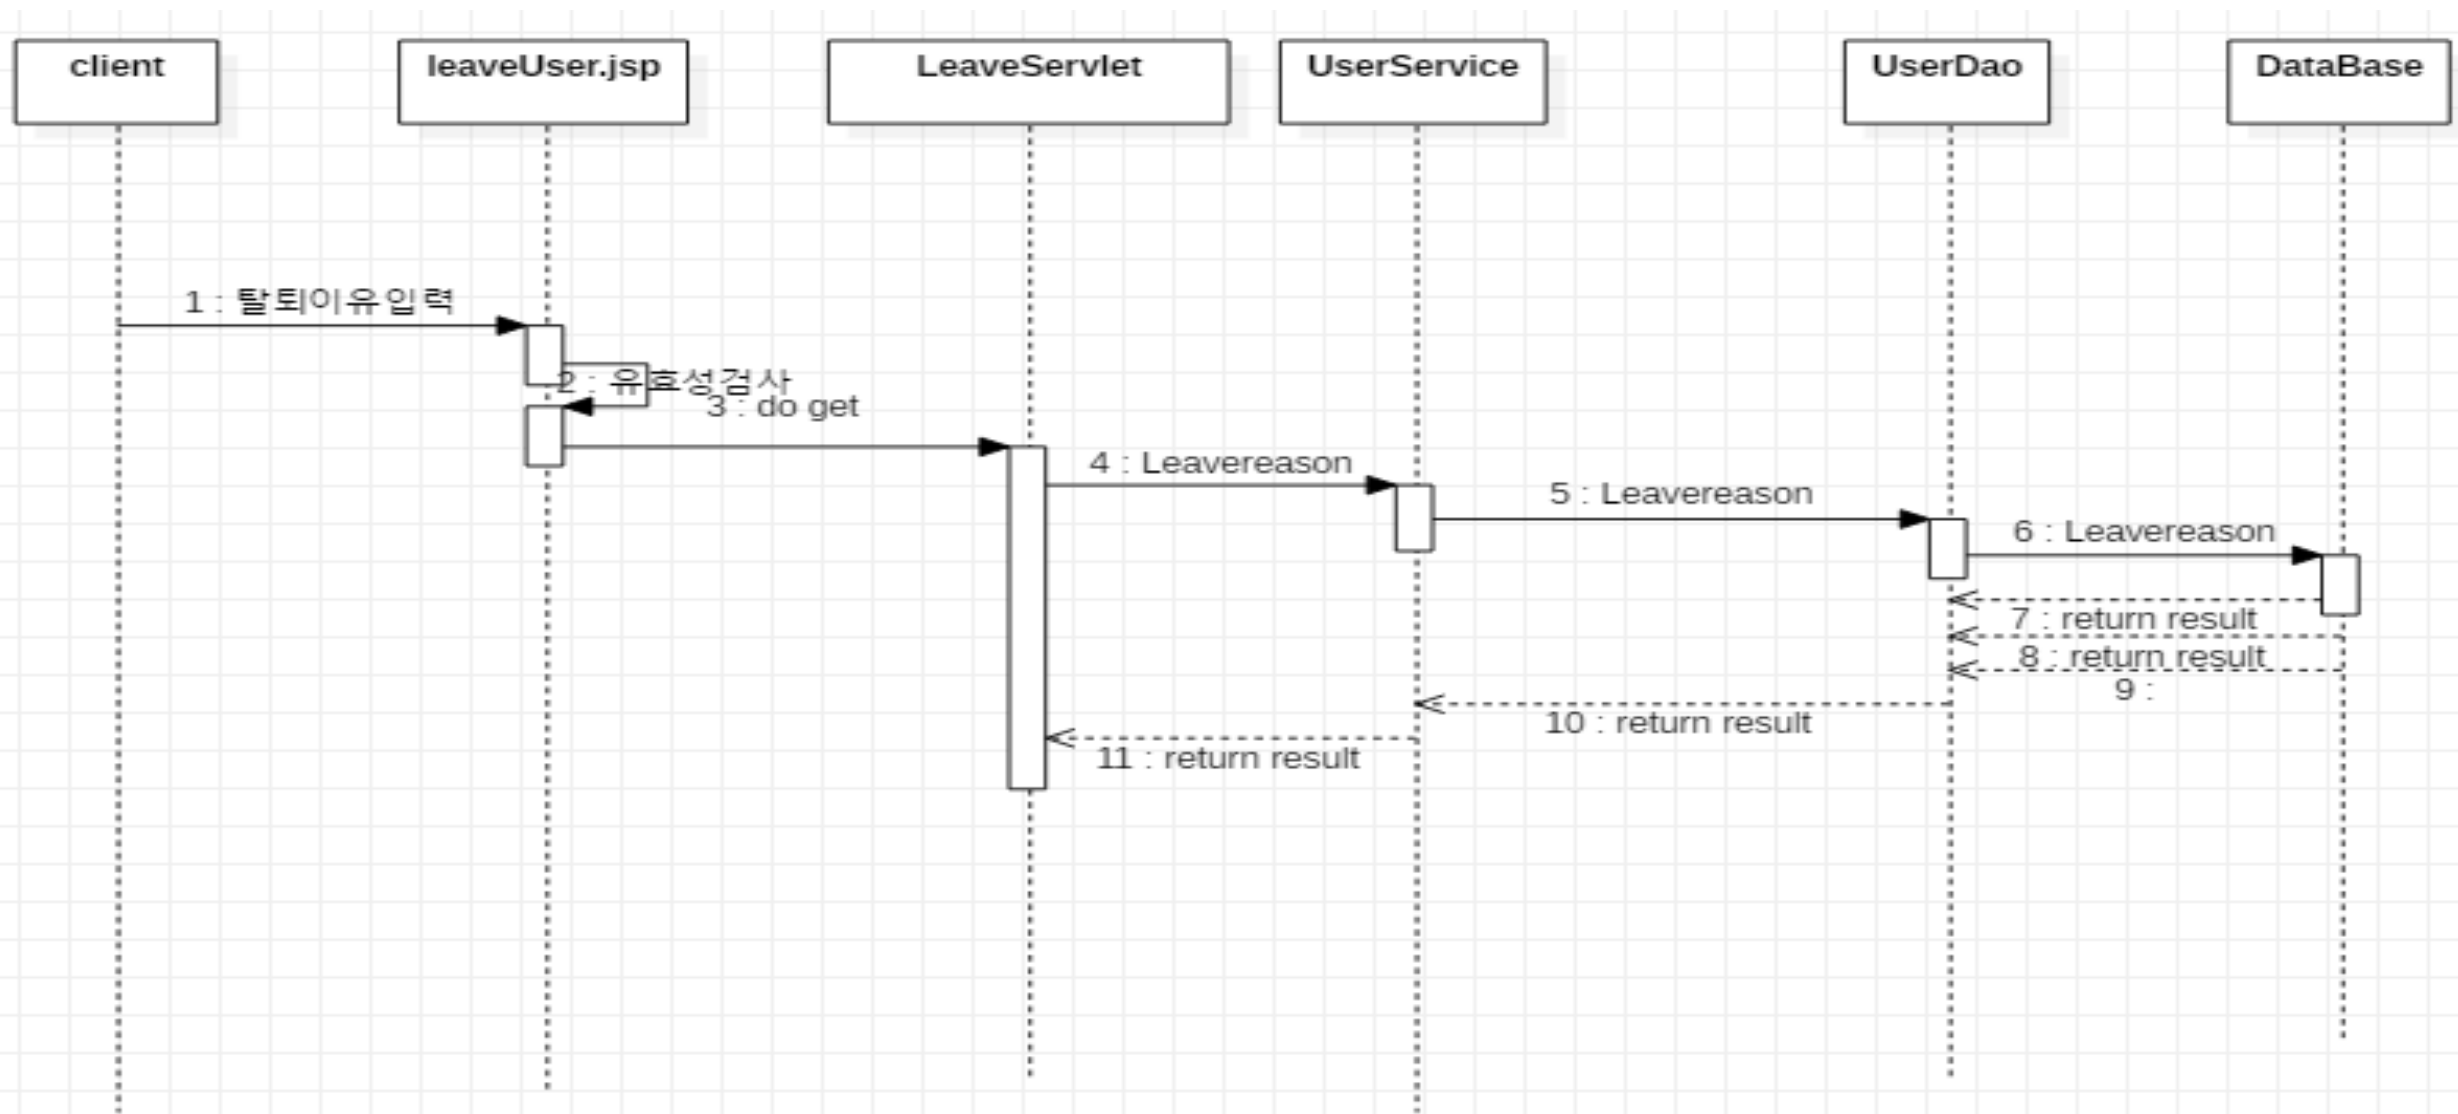 client
leaveUser.jsp
LeaveServlet
UserService
UserDao
DataBase
1 : 탈퇴이유입력
2 : 유효성검사
3 : do get
4 : Leavereason
5 : Leavereason
6 : Leavereason
7 : return result
8 : return result
9 :
10 : return result
11 : return result